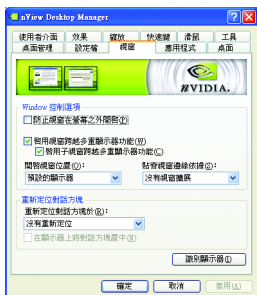 nView Desktop Manager
使用者介面 效果 縮放 快速鍵 滑鼠 工具
桌面管理 設定檔 視窗 應用程式 桌面
NVIDIA.
Window 控制選項
防止視窗在螢幕之外開啟(P)
啟用視窗跨越多重顯示器功能(W)
啟用子視窗跨越多重顯示器功能(C)
開啟視窗位置(O): 黏齊視窗邊緣依據(S):
預設的顯示器 沒有視窗擴展
重新定位對話方塊
重新定位對話方塊於(R):
沒有重新定位
在顯示器上將對話方塊置中(N)
識別顯示器(I)
確定 取消 套用(A)